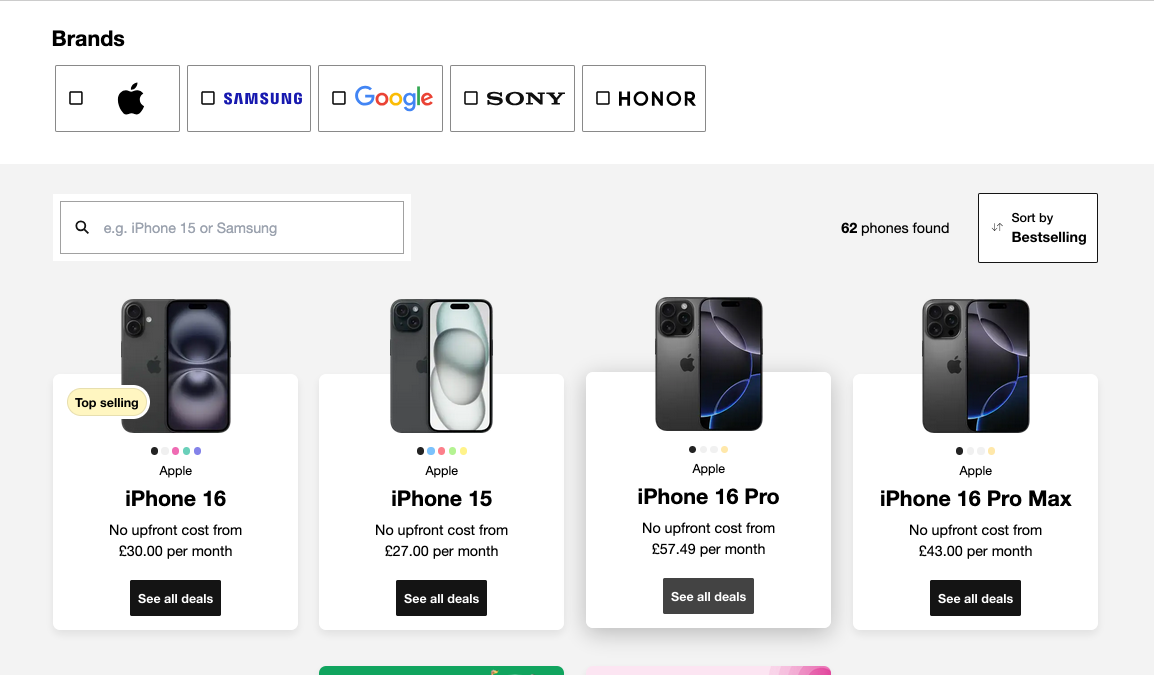 Brands
SAMSUNG
Google
SONY
HONOR
e.g. iPhone 15 or Samsung
62 phones found
Sort by
Bestselling
Top selling
Apple
iPhone 16
No upfront cost from
£30.00 per month
See all deals
Apple
iPhone 15
No upfront cost from
£27.00 per month
See all deals
Apple
iPhone 16 Pro
No upfront cost from
£57.49 per month
See all deals
Apple
iPhone 16 Pro Max
No upfront cost from
£43.00 per month
See all deals